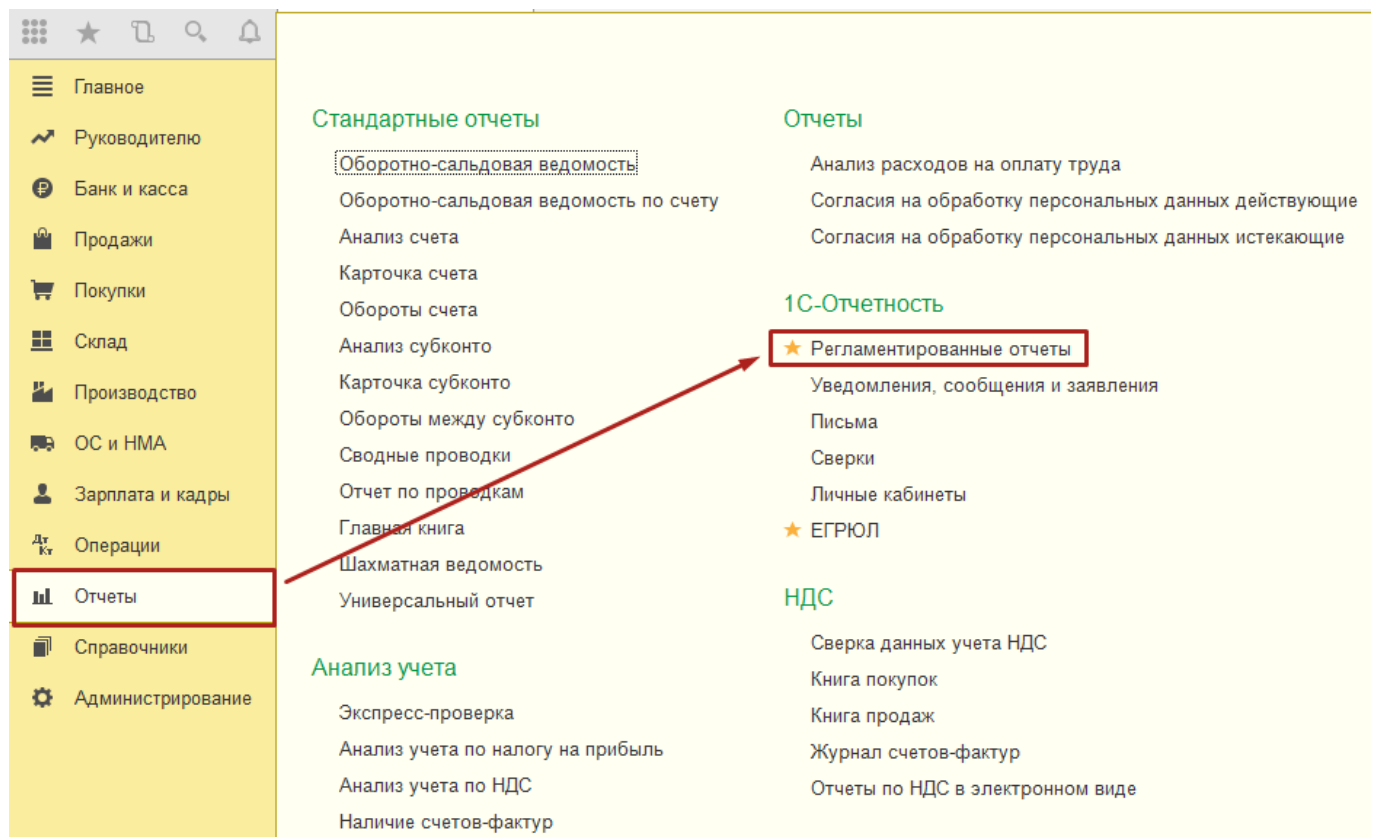 Главное
Руководителю
Банк и касса
Продажи
Покупки
Склад
Производство
ОС и НМА
Зарплата и кадры
Дт Кт Операции
Отчеты
Справочники
Администрирование
Стандартные отчеты
Оборотно-сальдовая ведомость
Оборотно-сальдовая ведомость по счету
Анализ счета
Карточка счета
Обороты счета
Анализ субконто
Карточка субконто
Обороты между субконто
Сводные проводки
Отчет по проводкам
Главная книга
Шахматная ведомость
Универсальный отчет
Анализ учета
Экспресс-проверка
Анализ учета по налогу на прибыль
Анализ учета по НДС
Наличие счетов-фактур
Отчеты
Анализ расходов на оплату труда
Согласия на обработку персональных данных действующие
Согласия на обработку персональных данных истекающие
1С-Отчетность
Регламентированные отчеты
Уведомления, сообщения и заявления
Письма
Сверки
Личные кабинеты
ЕГРЮЛ
НДС
Сверка данных учета НДС
Книга покупок
Книга продаж
Журнал счетов-фактур
Отчеты по НДС в электронном виде